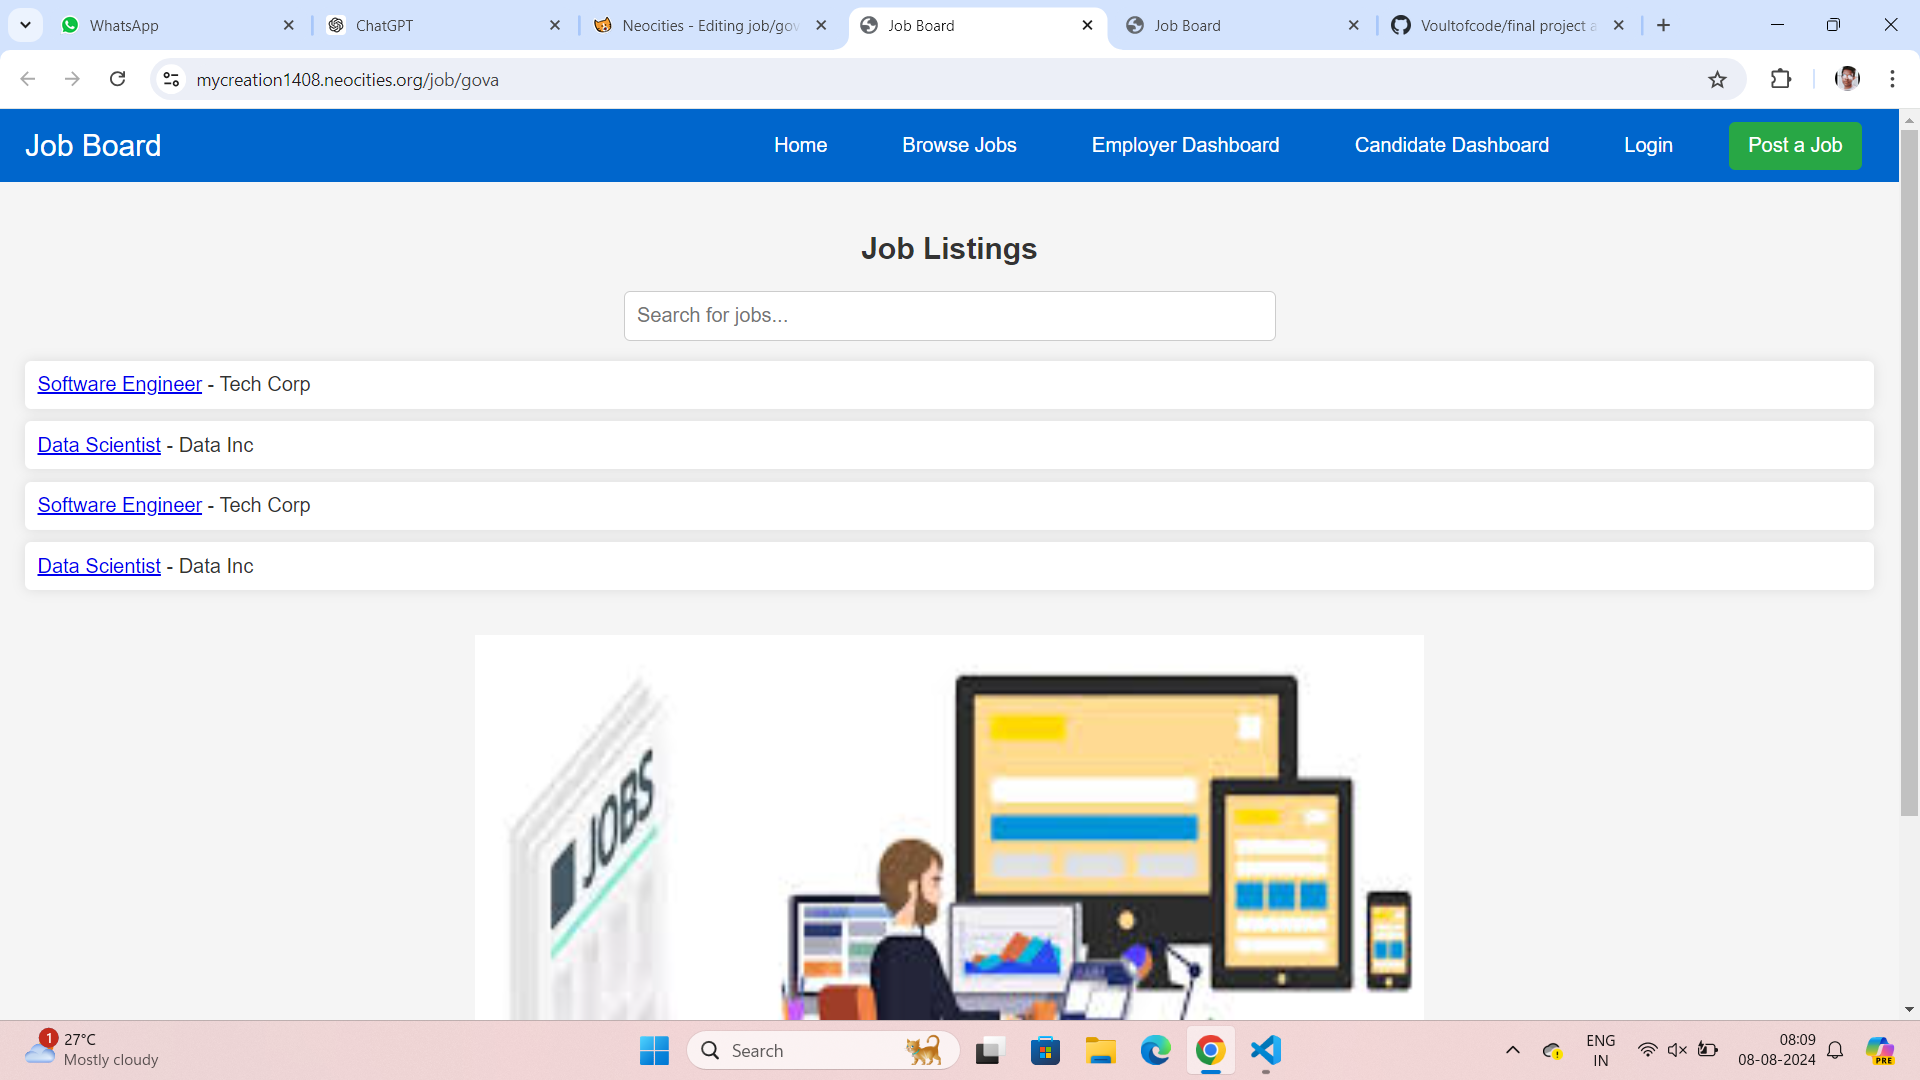 WhatsApp
ChatGPT
Neocities - Editing job/gov
Job Board
Job Board
Voultofcode/final project a
mycreation1408.neocities.org/job/gova
Job Board
Home
Browse Jobs
Employer Dashboard
Candidate Dashboard
Login
Post a Job
Job Listings
Search for jobs...
Software Engineer - Tech Corp
Data Scientist - Data Inc
Software Engineer - Tech Corp
Data Scientist - Data Inc
JOBS
1
27°C
Mostly cloudy
Search
ENG
IN
08:09
08-08-2024
PRE